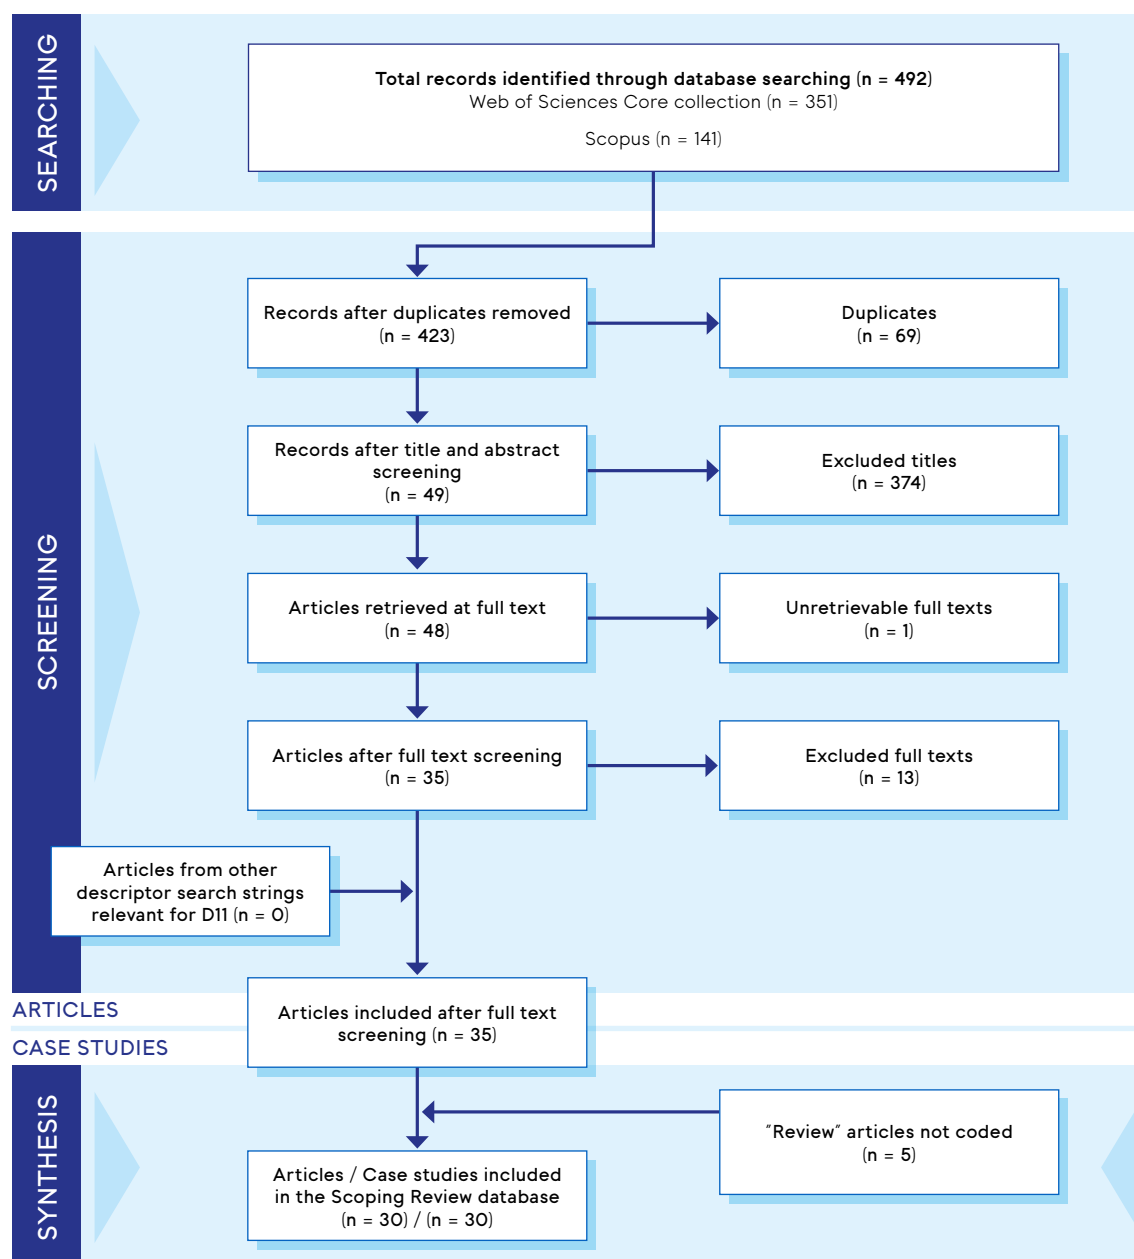 SEARCHING
Total records identified through database searching (n = 492)
Web of Sciences Core collection (n = 351)
Scopus (n = 141)
SCREENING
Records after duplicates removed
(n = 423)
Duplicates
(n = 69)
Records after title and abstract
screening
(n = 49)
Excluded titles
(n = 374)
Articles retrieved at full text
(n = 48)
Unretrievable full texts
(n = 1)
Articles after full text screening
(n = 35)
Excluded full texts
(n = 13)
Articles from other
descriptor search strings
relevant for D11 (n = 0)
ARTICLES
Articles included after full text
screening (n = 35)
CASE STUDIES
SYNTHESIS
"Review" articles not coded
(n = 5)
Articles / Case studies included
in the Scoping Review database
(n = 30) / (n = 30)